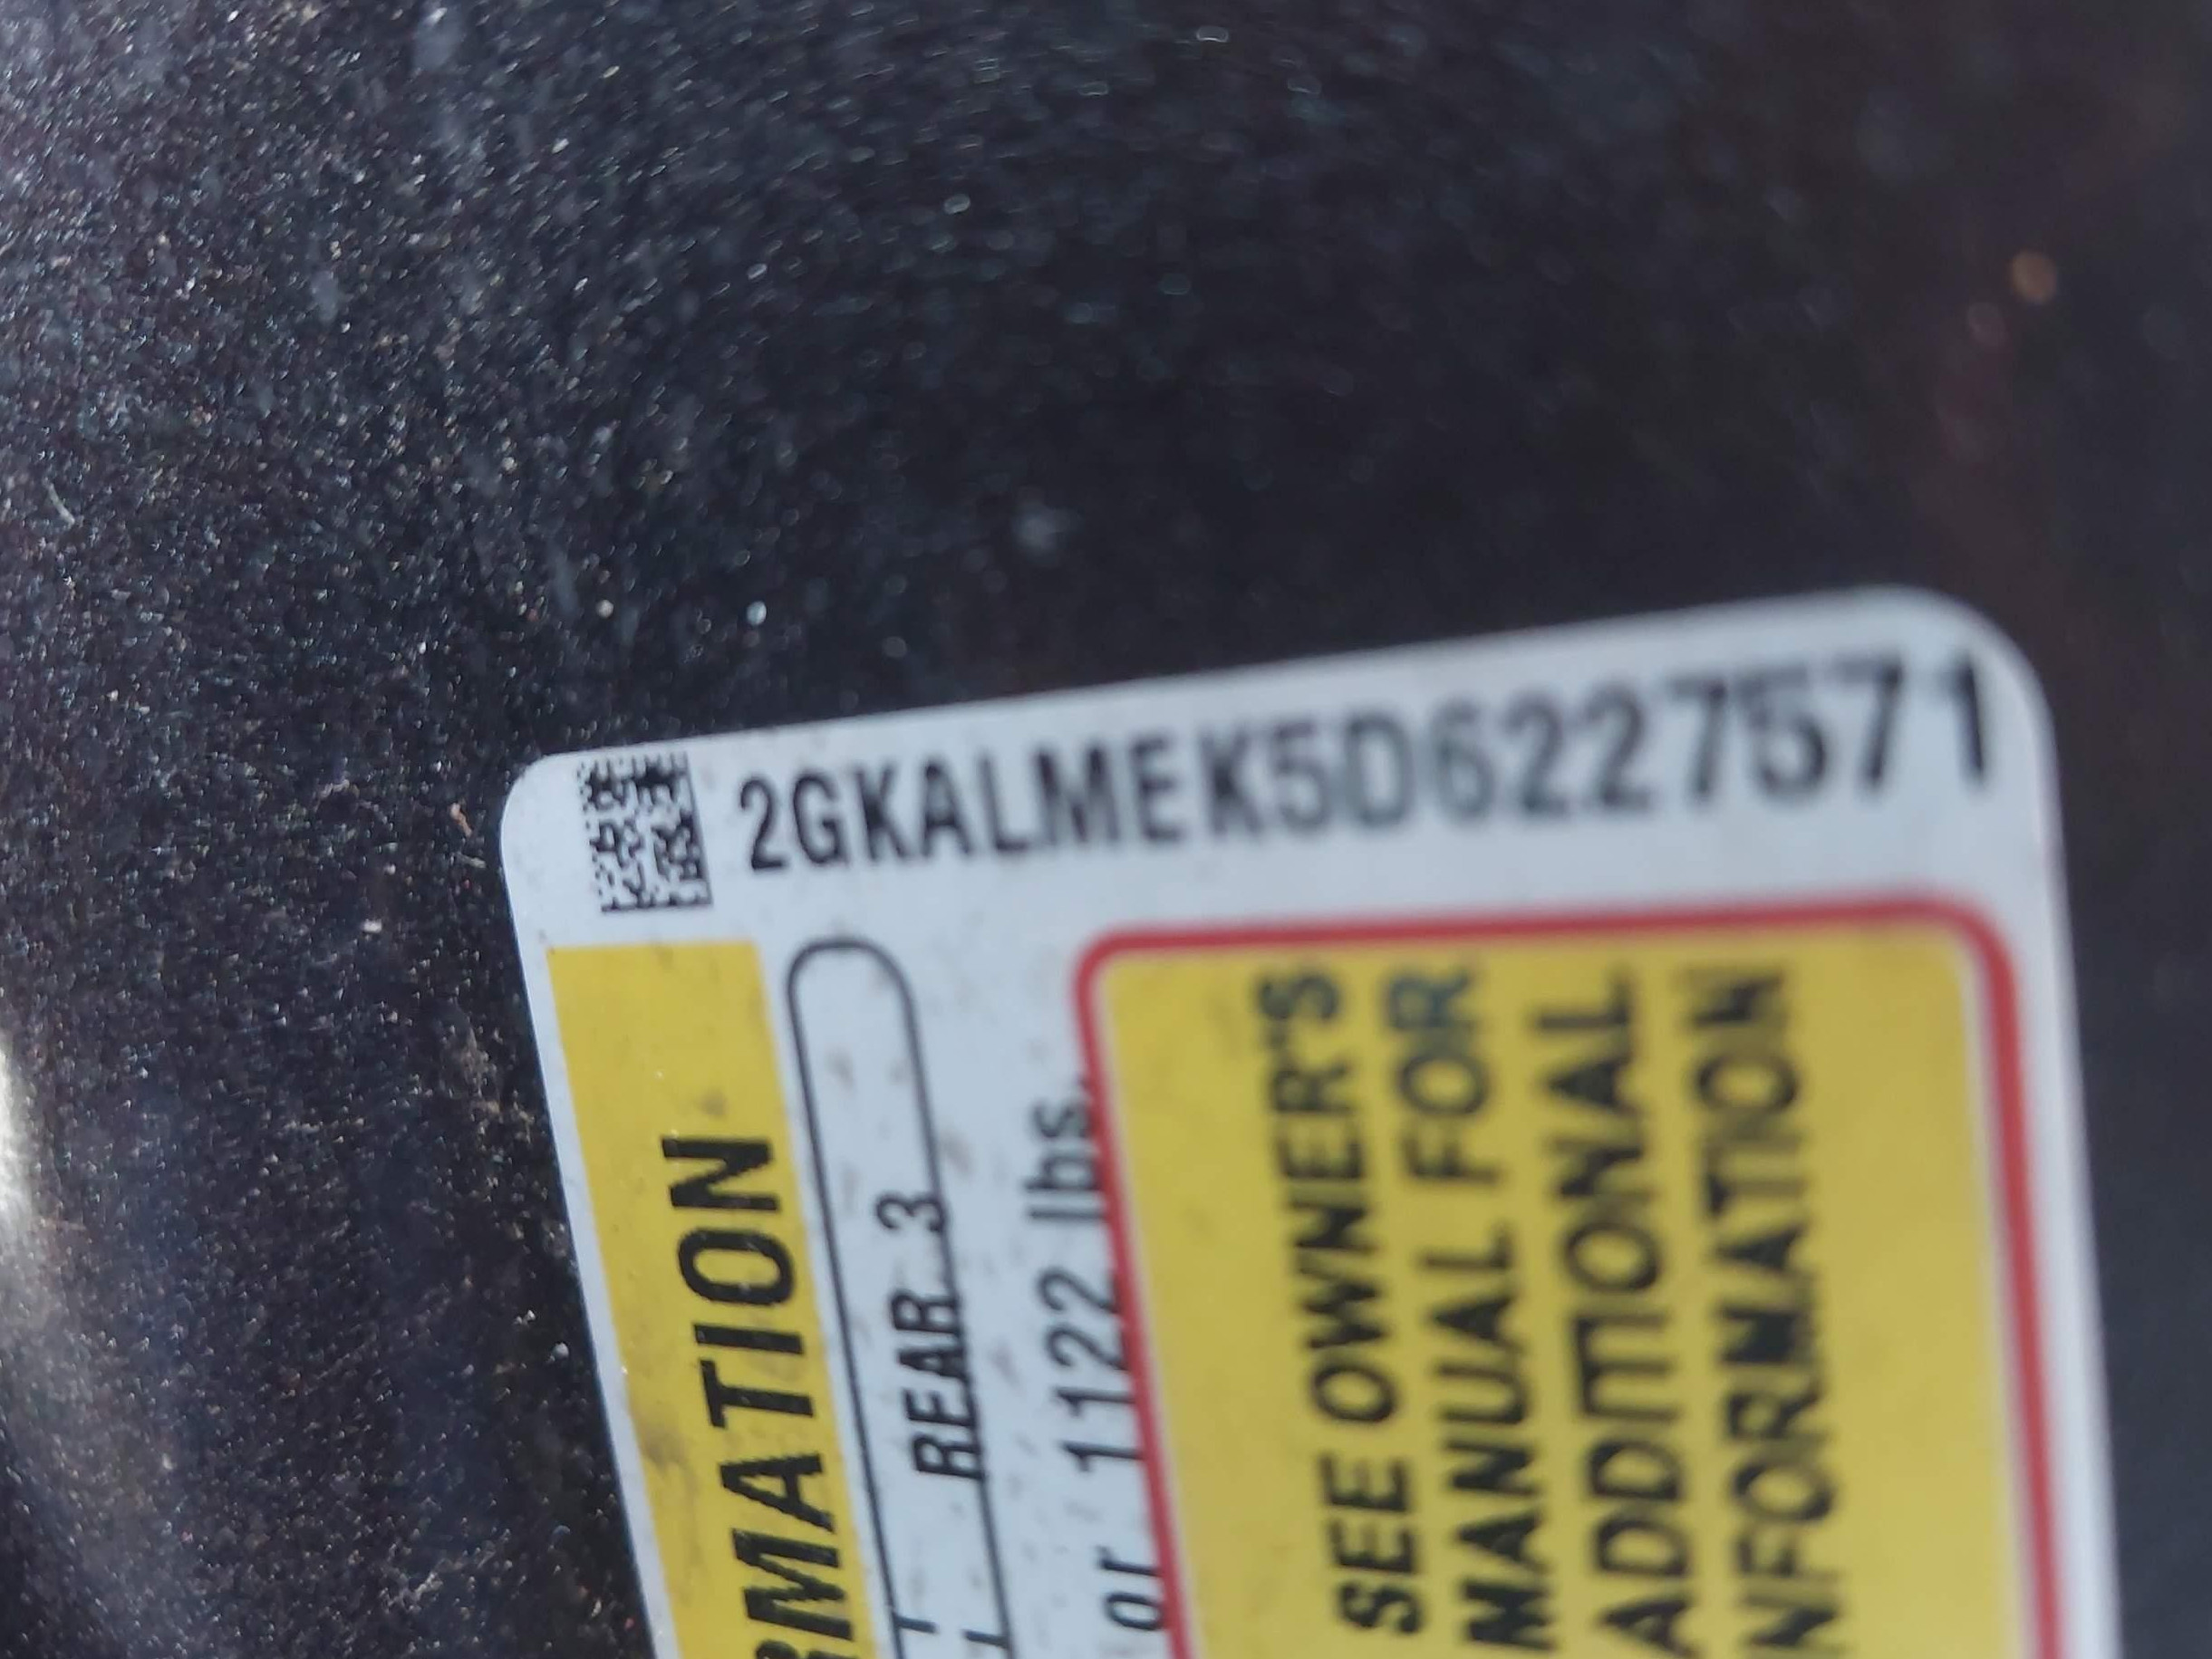 2GKALMEK5D6227571
RMATION
REAR 3
or 1122 lbs.
SEE OWNER'S
MANUAL FOR
ADDITIONAL
INFORMATION